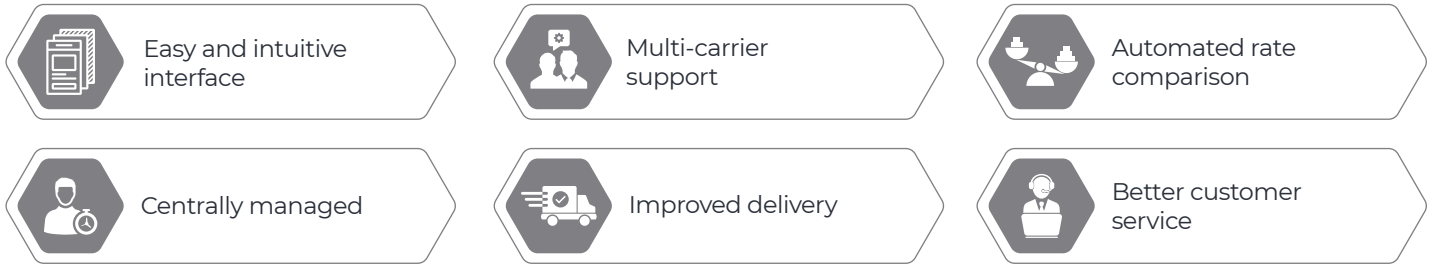 Easy and intuitive
interface
Multi-carrier
support
Automated rate
comparison
Centrally managed
Improved delivery
Better customer
service